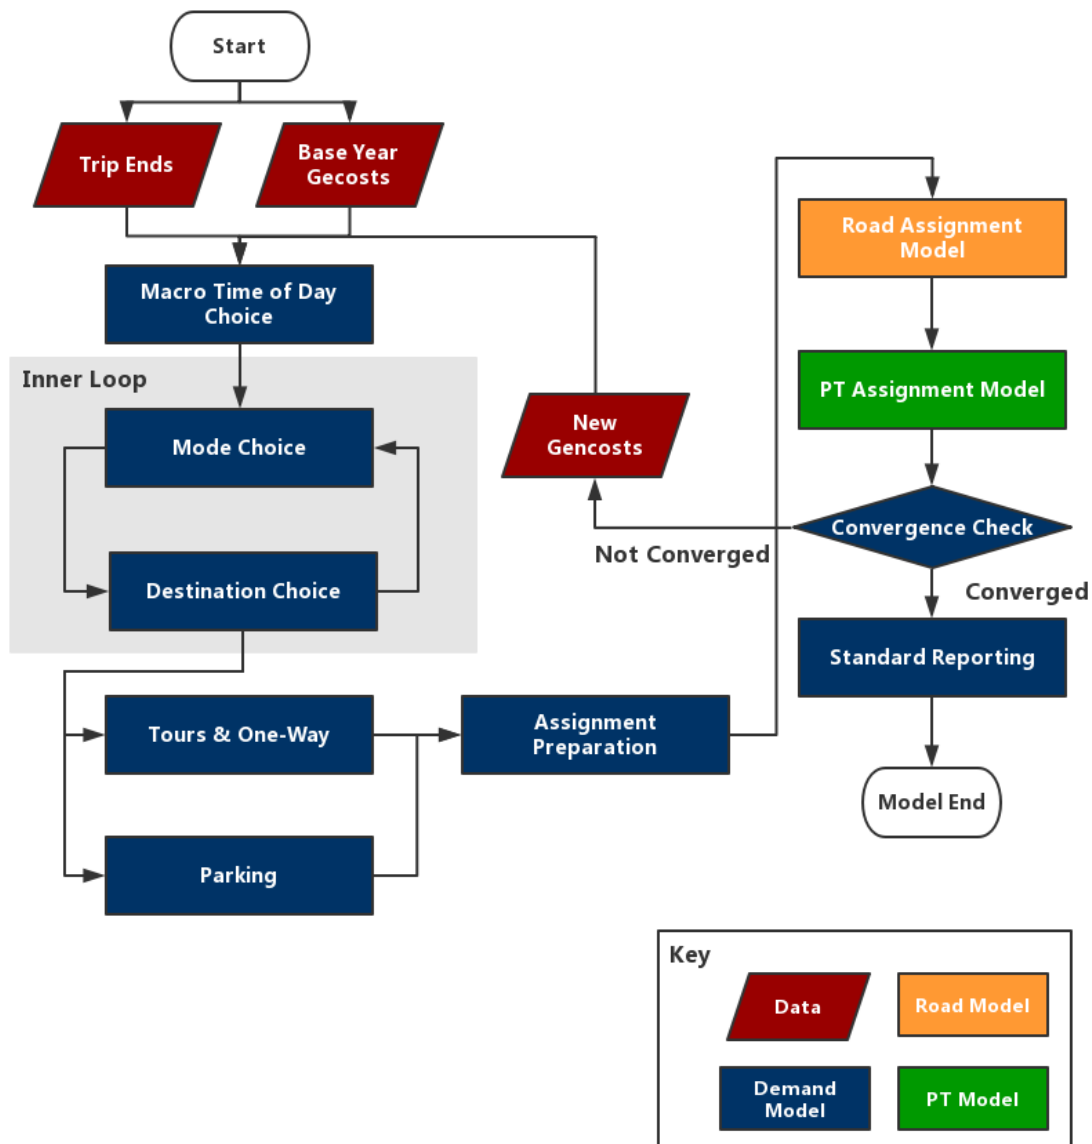 Start
Trip Ends
Base Year
Gecosts
Macro Time of Day
Choice
Inner Loop
Mode Choice
Destination Choice
Tours & One-Way
Parking
Assignment
Preparation
New
Gencosts
Road Assignment
Model
PT Assignment Model
Convergence Check
Not Converged
Converged
Standard Reporting
Model End
Key
Data
Road Model
Demand
Model
PT Model